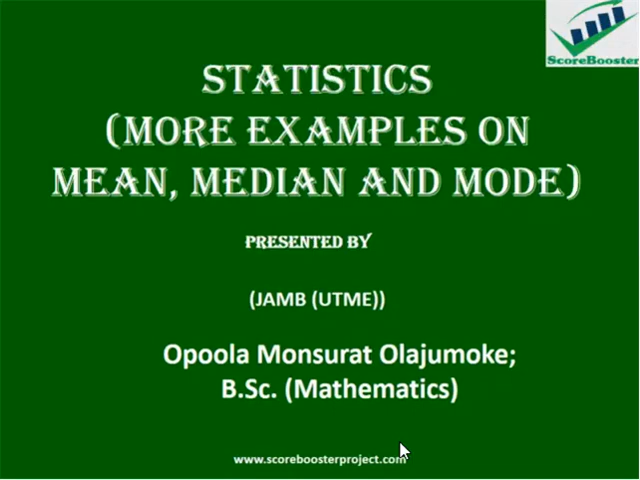 ScoreBooster
STATISTICS
(MORE EXAMPLES ON
MEAN, MEDIAN AND MODE)
PRESENTED BY
(JAMB (UTME))
Opoola Monsurat Olajumoke;
B.Sc. (Mathematics)
www.scoreboosterproject.com